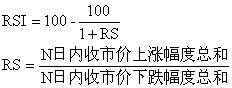 RSI = 100 - 100 / (1+RS)
RS = N日内收市价上涨幅度总和 / N日内收市价下跌幅度总和